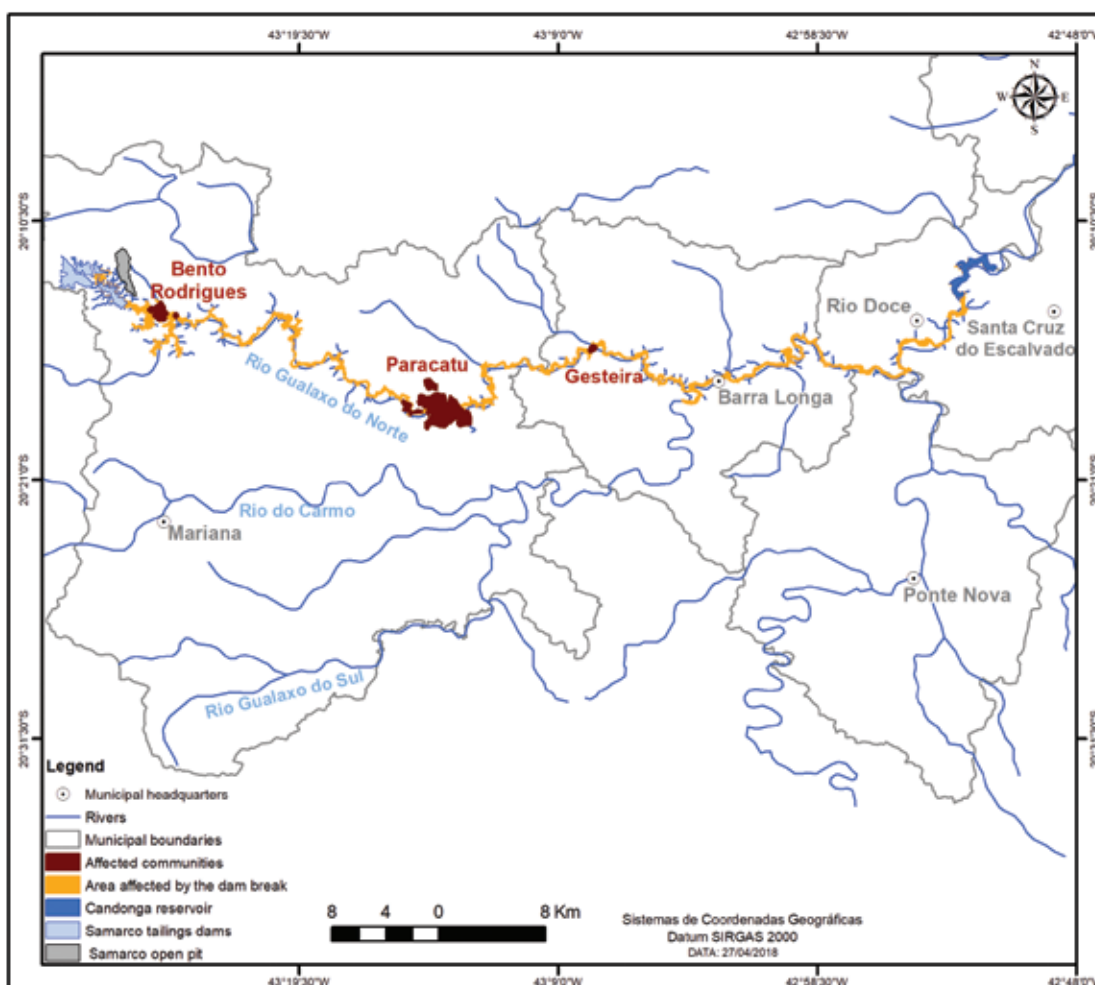 43°19'30"W 43°9'0"W 42°58'30"W 42°48'0"W
N
W E
S
20°10'30"S
Bento
Rodrigues
Rio Doce
Santa Cruz
do Escalvado
Paracatu
Gesteira
Barra Longa
Rio Gualaxo do Norte
20°21'0"S
Rio do Carmo
Mariana
Ponte Nova
Rio Gualaxo do Sul
20°31'30"S
Legend
Municipal headquarters
Rivers
Municipal boundaries
Affected communities
Area affected by the dam break
Candonga reservoir
Samarco tailings dams
Samarco open pit
8 4 0 8 Km
Sistemas de Coordenadas Geográficas
Datum SIRGAS 2000
DATA: 27/04/2018
43°19'30"W 43°9'0"W 42°58'30"W